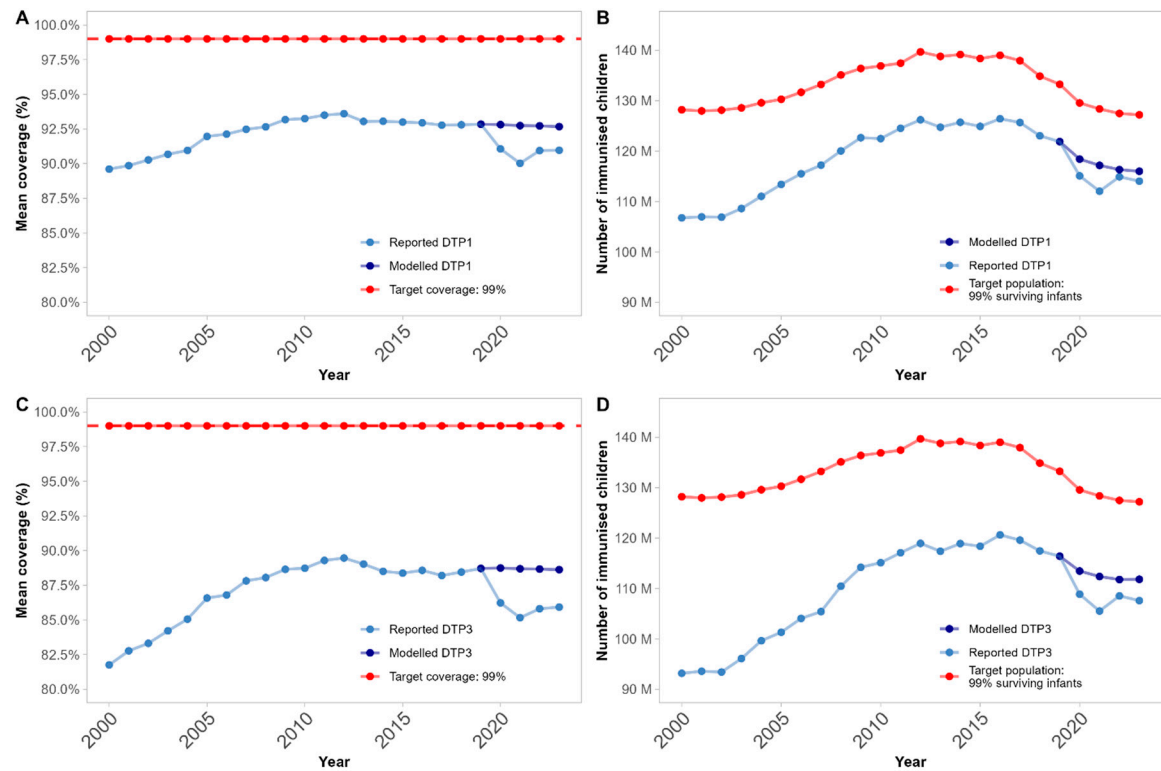 A
Mean coverage (%)
100.0%
97.5%
95.0%
92.5%
90.0%
87.5%
85.0%
82.5%
80.0%
Reported DTP1
Modelled DTP1
Target coverage: 99%
2000
2005
2010
2015
2020
Year
B
Number of immunised children
140 M
130 M
120 M
110 M
100 M
90 M
Modelled DTP1
Reported DTP1
Target population:
99% surviving infants
2000
2005
2010
2015
2020
Year
C
Mean coverage (%)
100.0%
97.5%
95.0%
92.5%
90.0%
87.5%
85.0%
82.5%
80.0%
Reported DTP3
Modelled DTP3
Target coverage: 99%
2000
2005
2010
2015
2020
Year
D
Number of immunised children
140 M
130 M
120 M
110 M
100 M
90 M
Modelled DTP3
Reported DTP3
Target population:
99% surviving infants
2000
2005
2010
2015
2020
Year